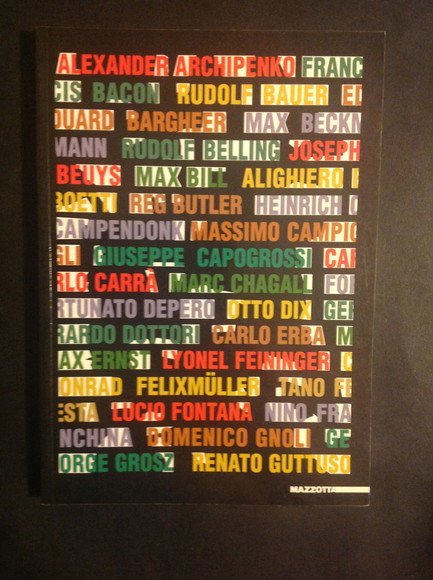 ALEXANDER ARCHIPENKO FRANC
CIS BACON RUDOLF BAUER ED
OUARD BARGHEER MAX BECKM
MANN RUDOLF BELLING JOSEPH
BEUYS MAX BILL ALIGHIERO
BOETTI REG BUTLER HEINRICH C
CAMPENDONK MASSIMO CAMPIC
GLI GIUSEPPE CAPOGROSSI CAR
RLO CARRÀ MARC CHAGALL FOR
RTUNATO DEPERO OTTO DIX GER
RARDO DOTTORI CARLO ERBA M
AX ERNST LYONEL FEININGER C
ONRAD FELIXMÜLLER TANO FE
ESTA LUCIO FONTANA NINO FRA
NCHINA DOMENICO GNOLI GE
ORGE GROSZ RENATO GUTTUSO
MAZZOTTA